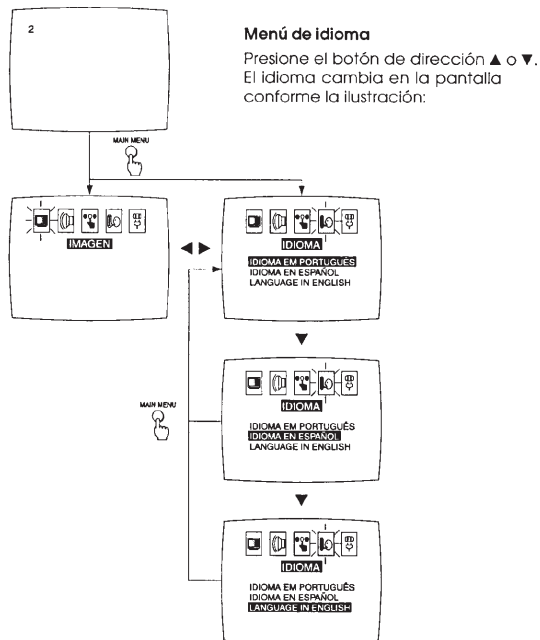 2
Menú de idioma
Presione el botón de dirección ▲ o ▼.
El idioma cambia en la pantalla
conforme la ilustración:
MAIN MENU
IMAGEN
IDIOMA
IDIOMA EM PORTUGUÊS
IDIOMA EN ESPAÑOL
LANGUAGE IN ENGLISH
IDIOMA
IDIOMA EM PORTUGUÊS
IDIOMA EN ESPAÑOL
LANGUAGE IN ENGLISH
MAIN MENU
IDIOMA
IDIOMA EM PORTUGUÊS
IDIOMA EN ESPAÑOL
LANGUAGE IN ENGLISH